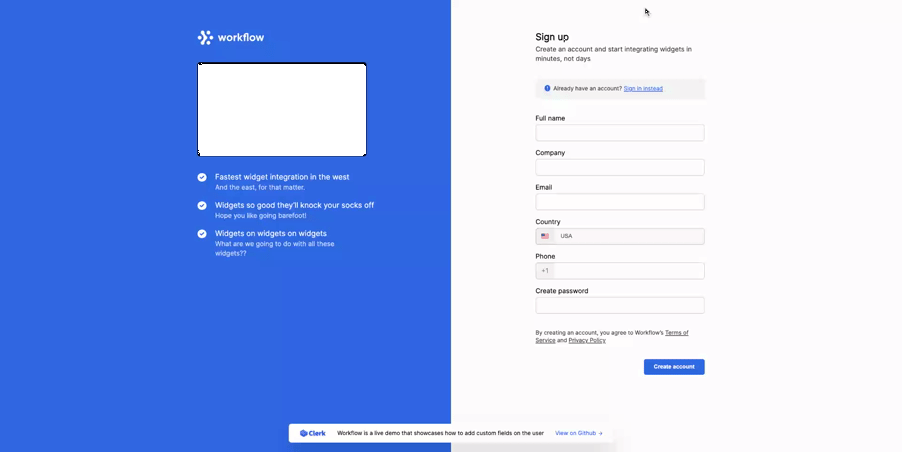 workflow
Fastest widget integration in the west
And the east, for that matter.
Widgets so good they'll knock your socks off
Hope you like going barefoot!
Widgets on widgets on widgets
What are we going to do with all these
widgets??
Sign up
Create an account and start integrating widgets in
minutes, not days
Already have an account? Sign in instead
Full name
Company
Email
Country
USA
Phone
+1
Create password
By creating an account, you agree to Workflow's Terms of
Service and Privacy Policy
Create account
Clerk Workflow is a live demo that showcases how to add custom fields on the user View on Github →